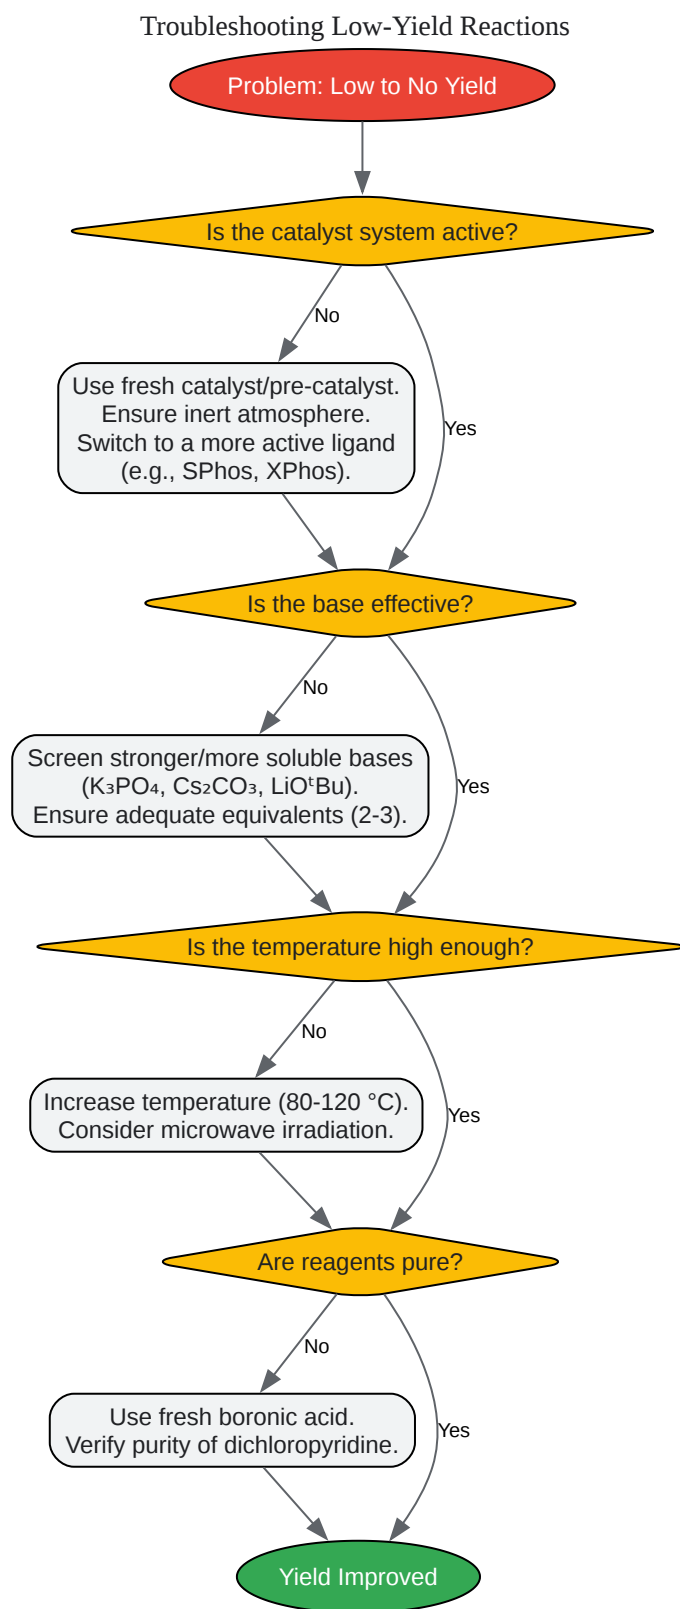 Troubleshooting Low-Yield Reactions
Problem: Low to No Yield
Is the catalyst system active?
No
Yes
Use fresh catalyst/pre-catalyst.
Ensure inert atmosphere.
Switch to a more active ligand
(e.g., SPhos, XPhos).
Is the base effective?
No
Yes
Screen stronger/more soluble bases
(K₃PO₄, Cs₂CO₃, LiOᵗBu).
Ensure adequate equivalents (2-3).
Is the temperature high enough?
No
Yes
Increase temperature (80-120 °C).
Consider microwave irradiation.
Are reagents pure?
No
Yes
Use fresh boronic acid.
Verify purity of dichloropyridine.
Yield Improved